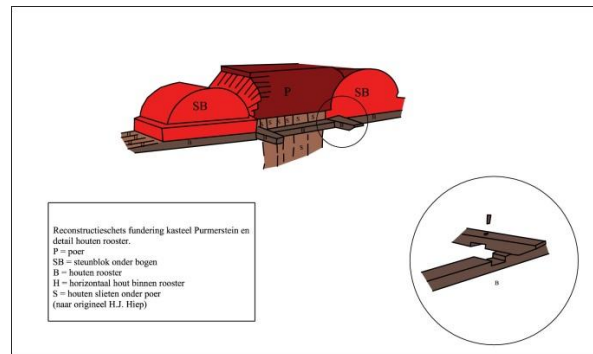 P
SB
SB
S S S S S
B
B
S
Reconstructieschets fundering kasteel Purmerstein en
detail houten rooster.
P = poer
SB = steunblok onder bogen
B = houten rooster
H = horizontaal hout binnen rooster
S = houten slieten onder poer
(naar origineel H.J. Hiep)
B